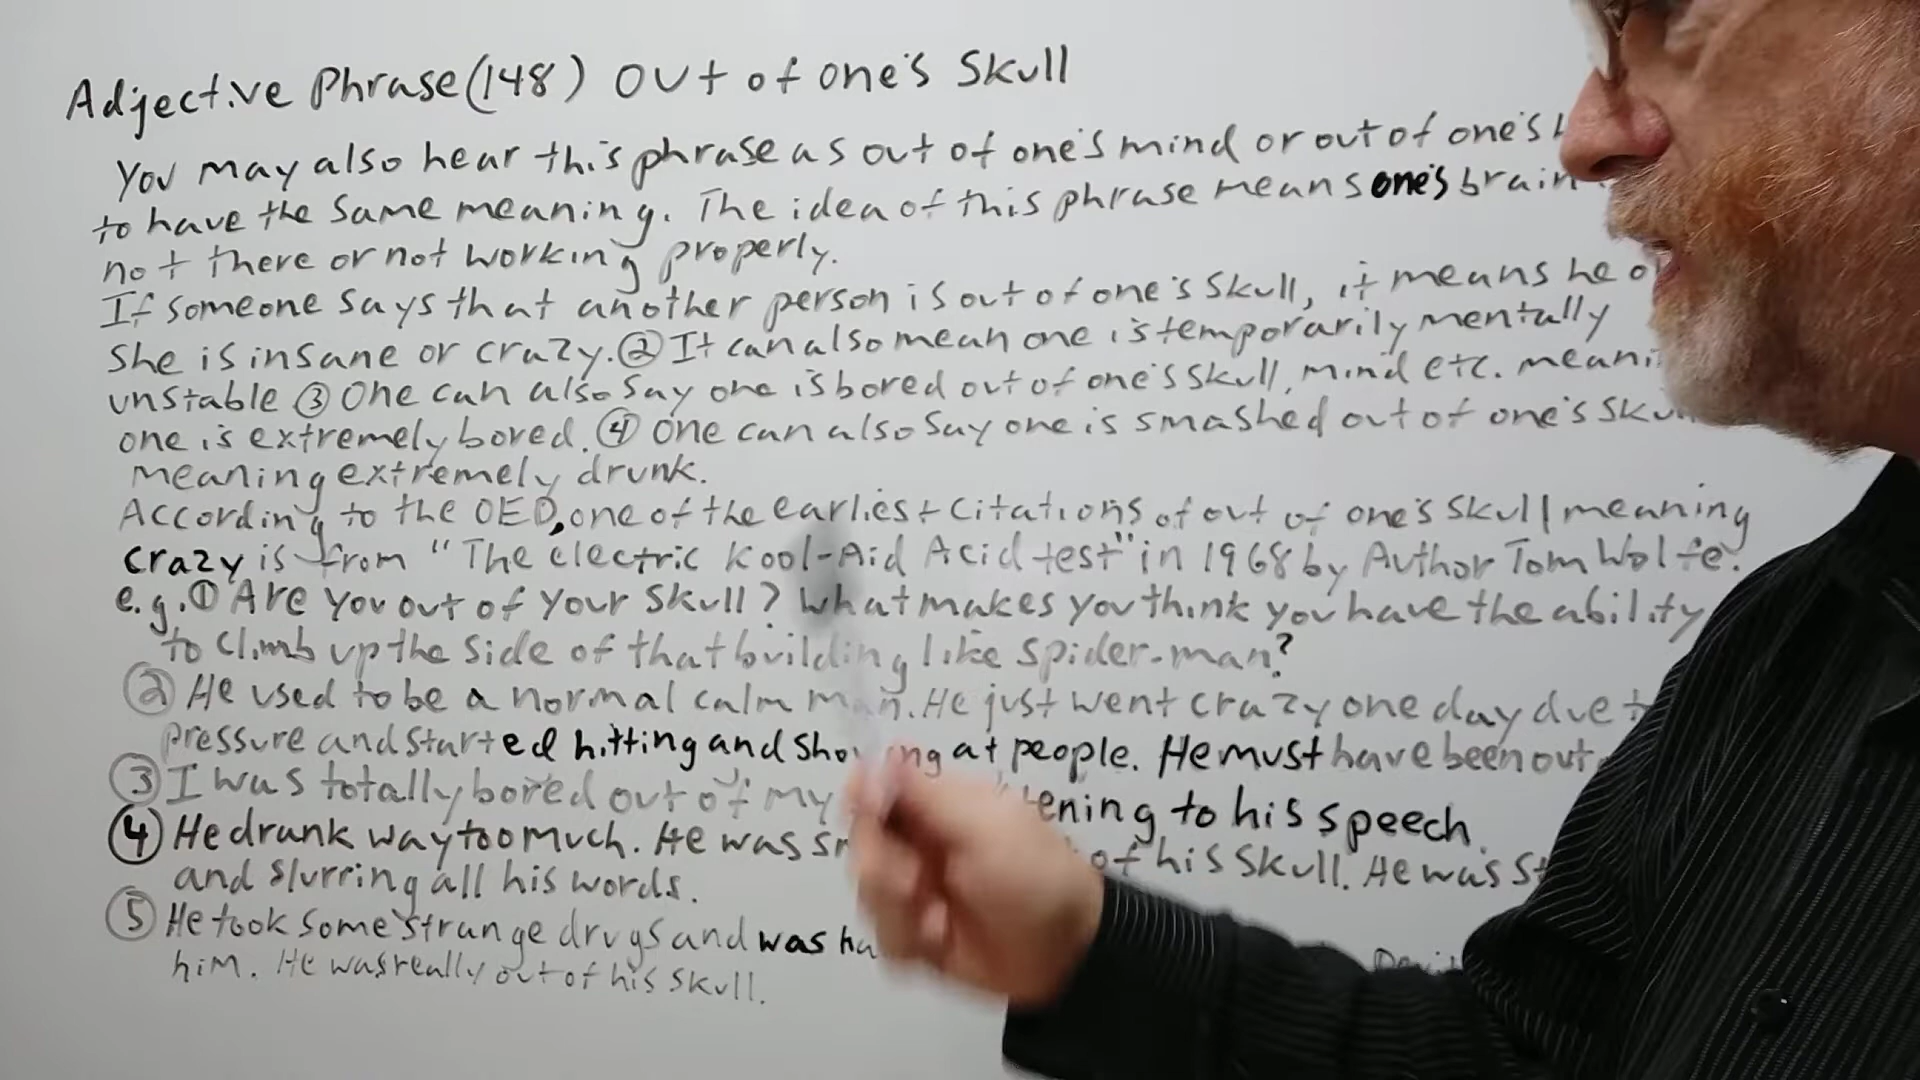 Adjective Phrase(148) Out of one's Skull
You may also hear this phrase as out of one's mind or out of one's
to have the same meaning. The idea of this phrase means one's brain
not there or not working properly.
If someone says that another person is out of one's skull, it means he o
she is insane or crazy. ② It can also mean one is temporarily mentally
unstable ③ One can also say one is bored out of one's skull, mind etc. meani
one is extremely bored. ④ One can also say one is smashed out of one's sku
meaning extremely drunk.
According to the OED, one of the earliest citations of out of one's skull meaning
crazy is from "The electric Kool-Aid Acid test" in 1968 by Author Tom Wolfe.
e.g. ① Are you out of your skull? What makes you think you have the ability
to climb up the side of that building like spider-man?
② He used to be a normal calm man. He just went crazy one day due t
pressure and started hitting and sho ng at people. He must have been out
③ I was totally bored out of my tening to his speech.
④ He drank way too much. He was sm of his skull. He was st
and slurring all his words.
⑤ He took some strange drugs and was ha Davi
him. He was really out of his skull.